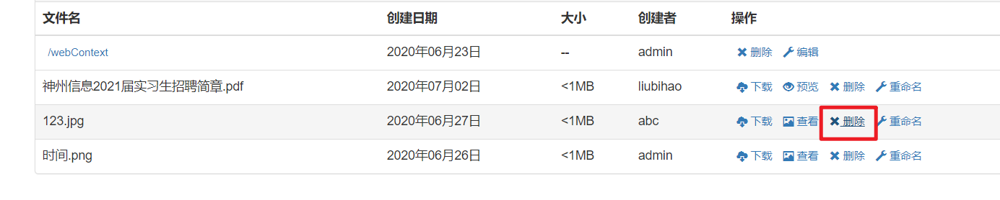 文件名 创建日期 大小 创建者 操作
/webContext 2020年06月23日 -- admin 删除 编辑
神州信息2021届实习生招聘简章.pdf 2020年07月02日 <1MB liubihao 下载 预览 删除 重命名
123.jpg 2020年06月27日 <1MB abc 下载 查看 删除 重命名
时间.png 2020年06月26日 <1MB admin 下载 查看 删除 重命名